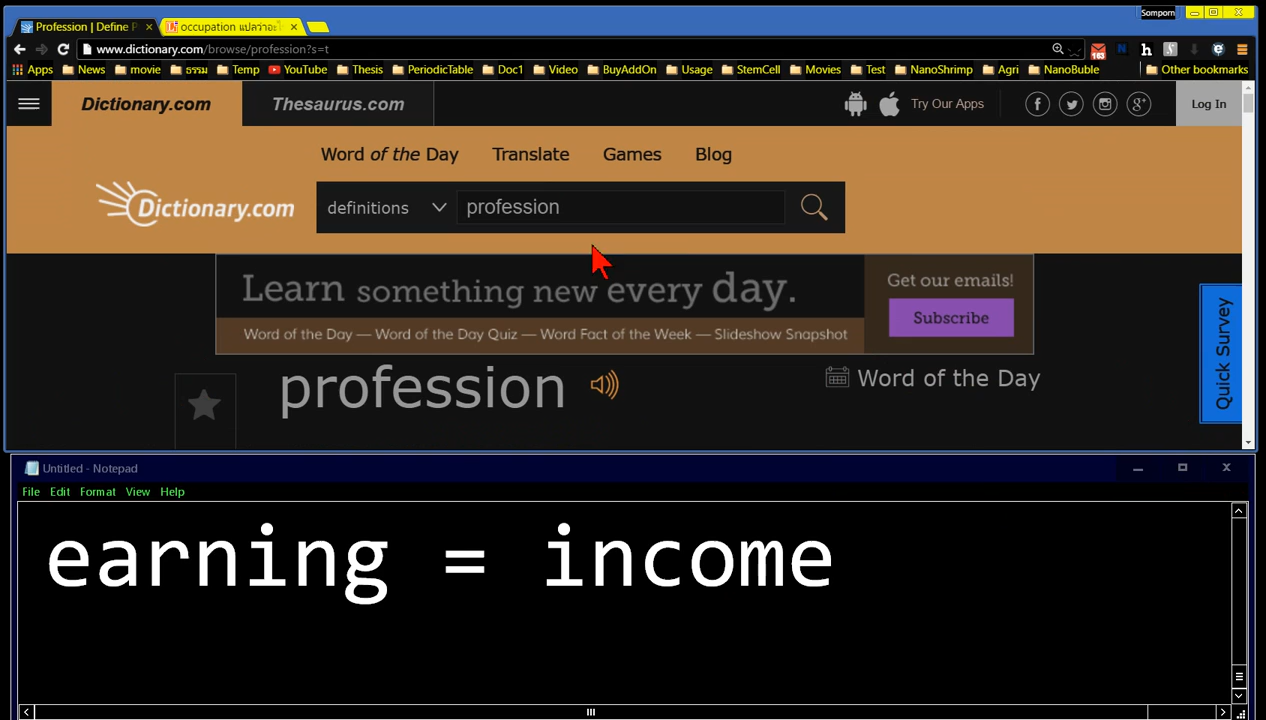 Somporn
Profession | Define P
occupation แปลว่าอะไ
www.dictionary.com/browse/profession?s=t
Apps News movie ธรรม Temp YouTube Thesis PeriodicTable Doc1 Video BuyAddOn Usage StemCell Movies Test NanoShrimp Agri NanoBuble Other bookmarks
Dictionary.com Thesaurus.com Try Our Apps Log In
Word of the Day Translate Games Blog
Dictionary.com definitions profession
Learn something new every day.
Get our emails!
Subscribe
Word of the Day — Word of the Day Quiz — Word Fact of the Week — Slideshow Snapshot
Quick Survey
profession
Word of the Day
Untitled - Notepad
File Edit Format View Help
earning = income